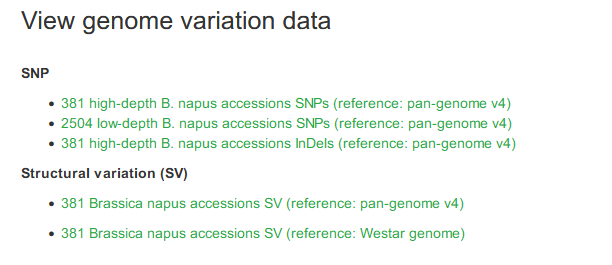 View genome variation data
SNP
381 high-depth B. napus accessions SNPs (reference: pan-genome v4)
2504 low-depth B. napus accessions SNPs (reference: pan-genome v4)
381 high-depth B. napus accessions InDels (reference: pan-genome v4)
Structural variation (SV)
381 Brassica napus accessions SV (reference: pan-genome v4)
381 Brassica napus accessions SV (reference: Westar genome)